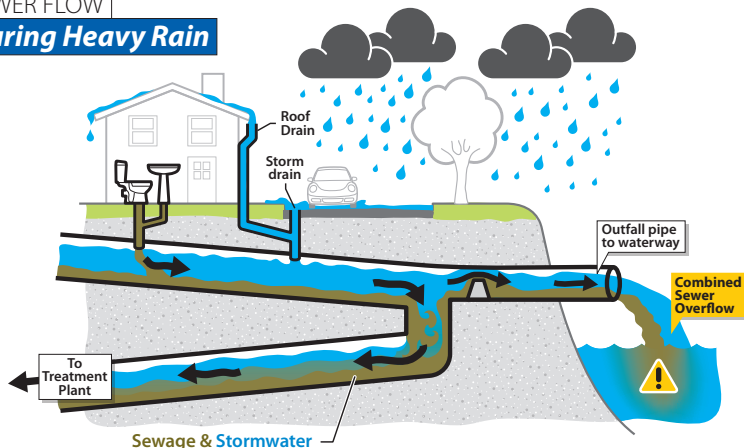 WER FLOW
uring Heavy Rain
Roof
Drain
Storm
drain
Outfall pipe
to waterway
Combined
Sewer
Overflow
!
To
Treatment
Plant
Sewage & Stormwater